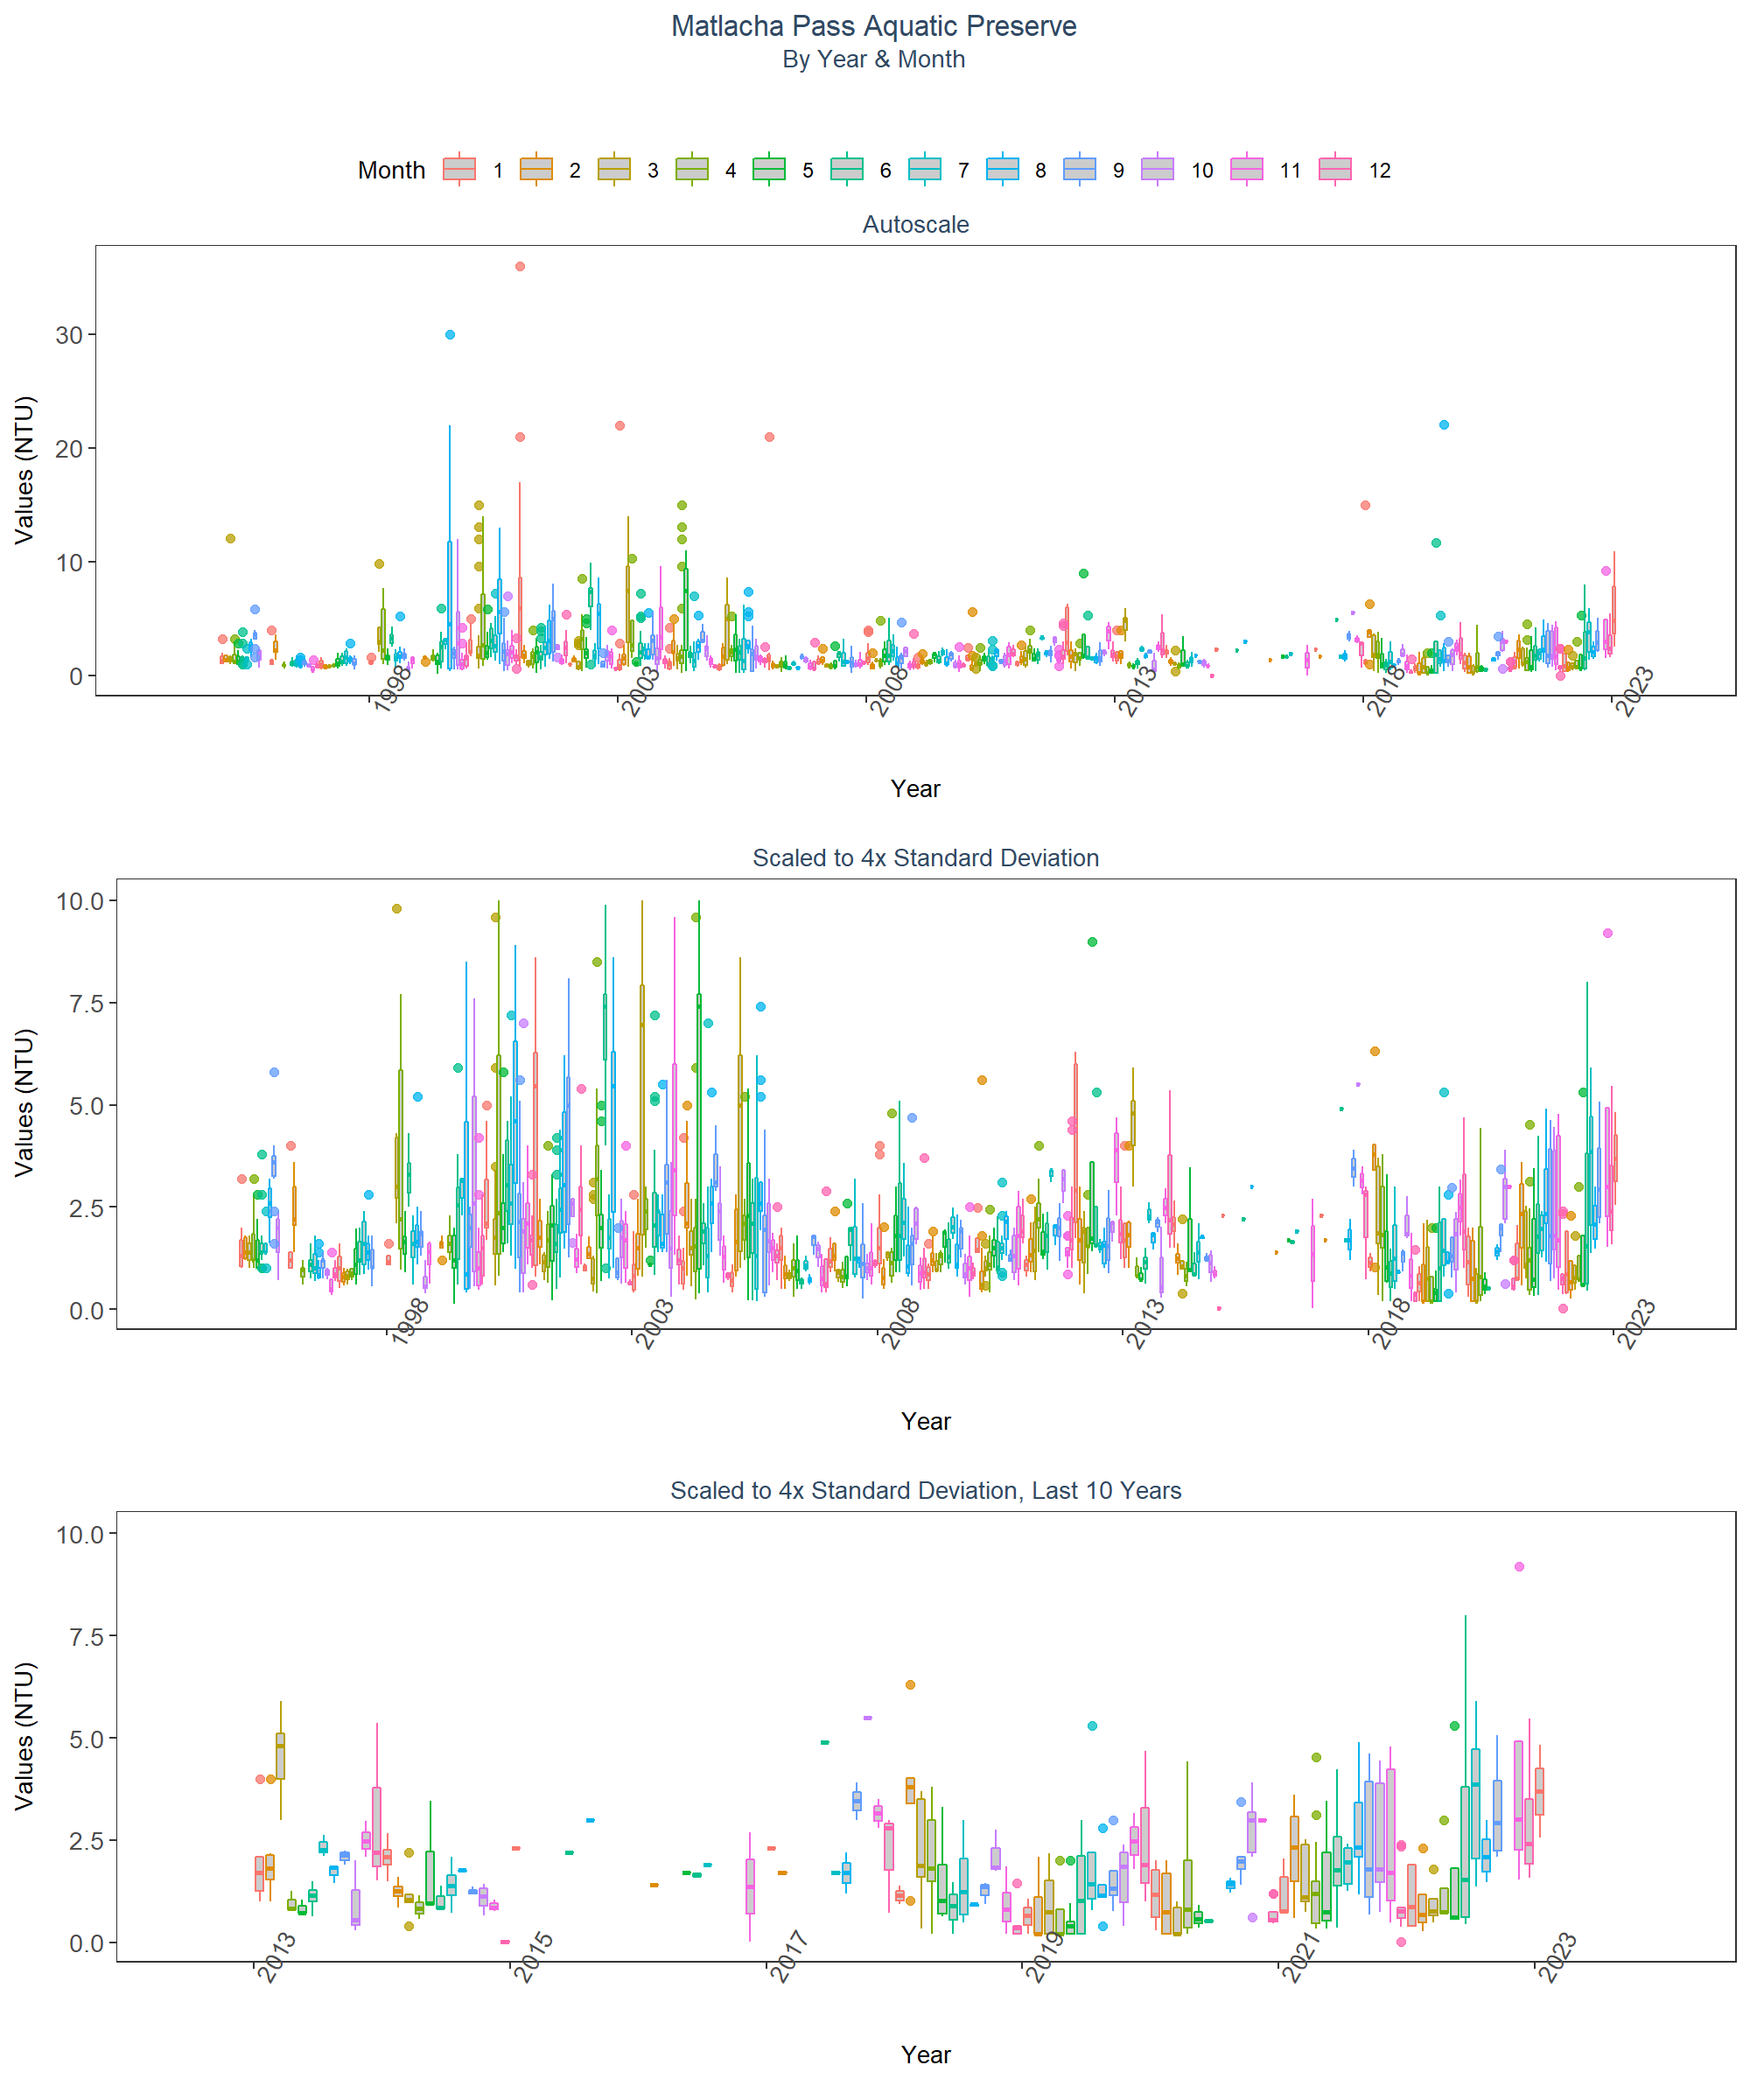 Matlacha Pass Aquatic Preserve
By Year & Month
Month 1 2 3 4 5 6 7 8 9 10 11 12
Autoscale
Values (NTU)
30
20
10
0
1998 2003 2008 2013 2018 2023
Year
Scaled to 4x Standard Deviation
Values (NTU)
10.0
7.5
5.0
2.5
0.0
1998 2003 2008 2013 2018 2023
Year
Scaled to 4x Standard Deviation, Last 10 Years
Values (NTU)
10.0
7.5
5.0
2.5
0.0
2013 2015 2017 2019 2021 2023
Year